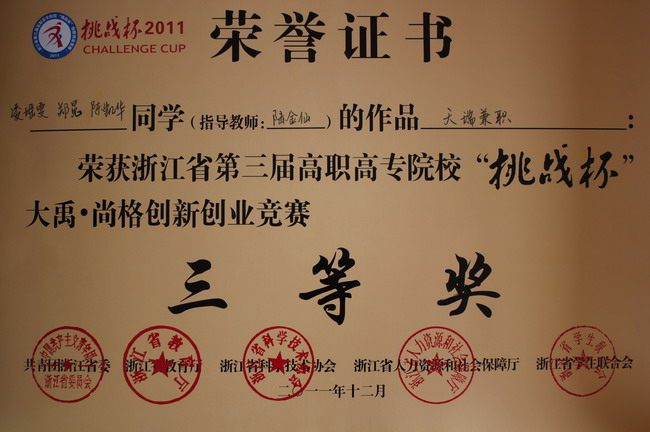 挑战杯2011
CHALLENGE CUP
荣誉证书
郑昆 陈凯华 同学(指导教师:陆金仙)的作品 天端兼职:
荣获浙江省第三届高职高专院校“挑战杯”
大禹·尚格创新创业竞赛
三等奖
共青团浙江省委 浙江省教育厅 浙江省科学技术协会 浙江省人力资源和社会保障厅 浙江省学生联合会
二〇一一年十二月